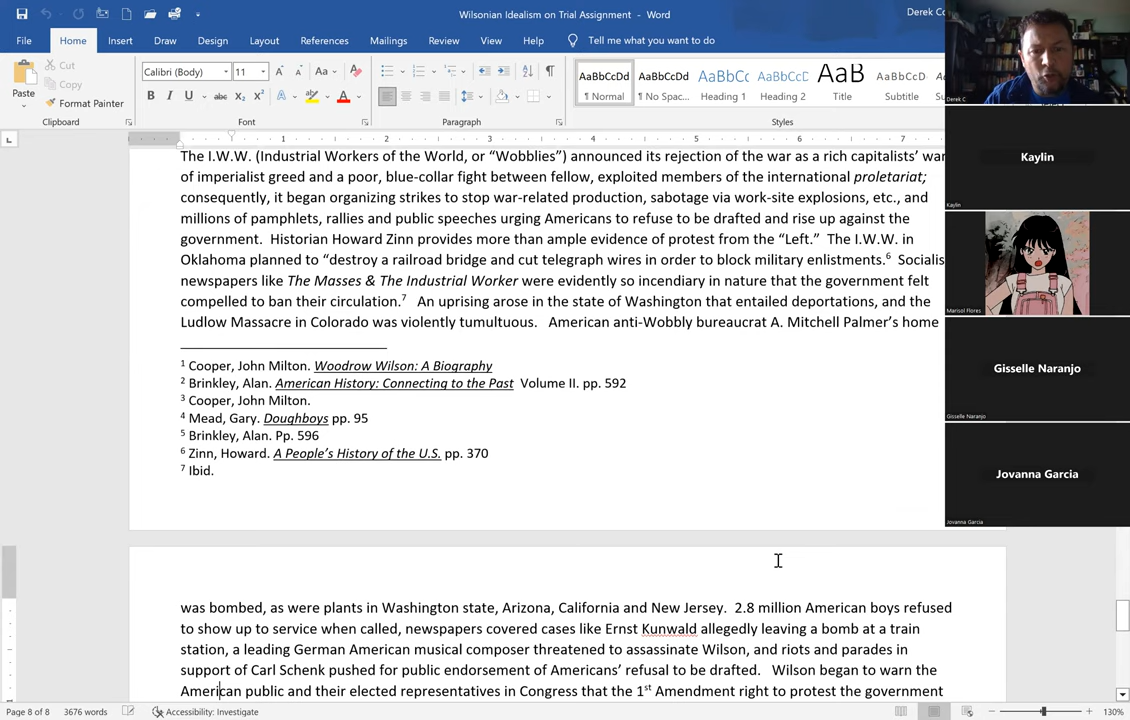 Wilsonian Idealism on Trial Assignment - Word
Derek Co
File Home Insert Draw Design Layout References Mailings Review View Help Tell me what you want to do
Paste
Cut
Copy
Format Painter
Clipboard
Calibri (Body) 11
Font
Paragraph
AaBbCcDd AaBbCcDd AaBbCc AaBbCcD AaB AaBbCcD
¶ Normal ¶ No Spac... Heading 1 Heading 2 Title Subtitle
Styles
1 2 3 4 5 6 7
The I.W.W. (Industrial Workers of the World, or “Wobblies”) announced its rejection of the war as a rich capitalists’ war
of imperialist greed and a poor, blue-collar fight between fellow, exploited members of the international proletariat;
consequently, it began organizing strikes to stop war-related production, sabotage via work-site explosions, etc., and
millions of pamphlets, rallies and public speeches urging Americans to refuse to be drafted and rise up against the
government. Historian Howard Zinn provides more than ample evidence of protest from the “Left.” The I.W.W. in
Oklahoma planned to “destroy a railroad bridge and cut telegraph wires in order to block military enlistments.6 Socialis
newspapers like The Masses & The Industrial Worker were evidently so incendiary in nature that the government felt
compelled to ban their circulation.7 An uprising arose in the state of Washington that entailed deportations, and the
Ludlow Massacre in Colorado was violently tumultuous. American anti-Wobbly bureaucrat A. Mitchell Palmer’s home
1 Cooper, John Milton. Woodrow Wilson: A Biography
2 Brinkley, Alan. American History: Connecting to the Past Volume II. pp. 592
3 Cooper, John Milton.
4 Mead, Gary. Doughboys pp. 95
5 Brinkley, Alan. Pp. 596
6 Zinn, Howard. A People’s History of the U.S. pp. 370
7 Ibid.
was bombed, as were plants in Washington state, Arizona, California and New Jersey. 2.8 million American boys refused
to show up to service when called, newspapers covered cases like Ernst Kunwald allegedly leaving a bomb at a train
station, a leading German American musical composer threatened to assassinate Wilson, and riots and parades in
support of Carl Schenk pushed for public endorsement of Americans’ refusal to be drafted. Wilson began to warn the
American public and their elected representatives in Congress that the 1st Amendment right to protest the government
Page 8 of 8 3676 words Accessibility: Investigate 130%
Derek C
Kaylin
Kaylin
Marisol Flores
Gisselle Naranjo
Gisselle Naranjo
Jovanna Garcia
Jovanna Garcia